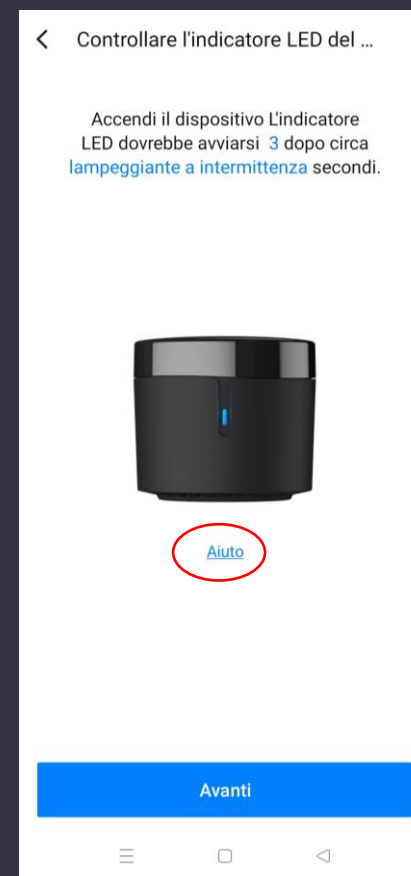 Controllare l'indicatore LED del ...
Accendi il dispositivo L'indicatore
LED dovrebbe avviarsi 3 dopo circa
lampeggiante a intermittenza secondi.
Aiuto
Avanti